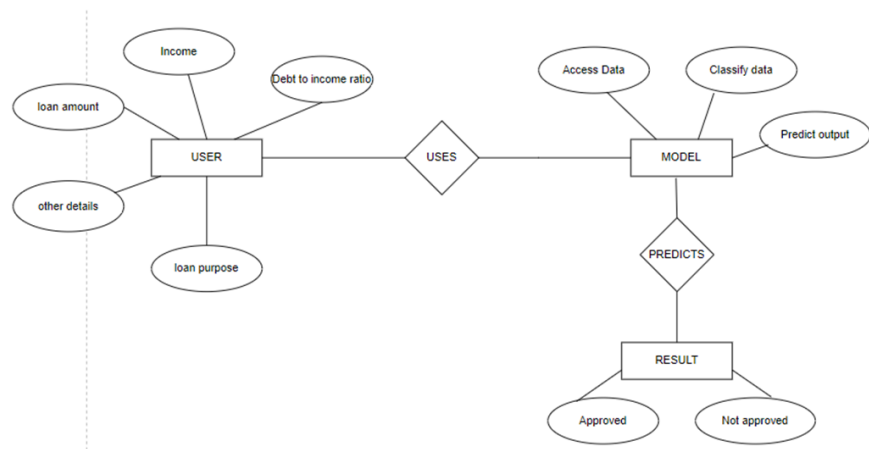 Income
Debt to income ratio
loan amount
USER
other details
loan purpose
USES
Access Data
Classify data
Predict output
MODEL
PREDICTS
RESULT
Approved
Not approved